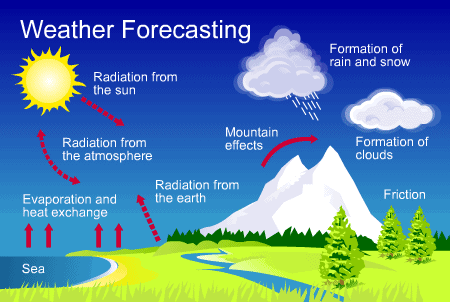 Weather Forecasting
Radiation from
the sun
Formation of
rain and snow
Radiation from
the atmosphere
Mountain
effects
Formation of
clouds
Evaporation and
heat exchange
Radiation from
the earth
Friction
Sea